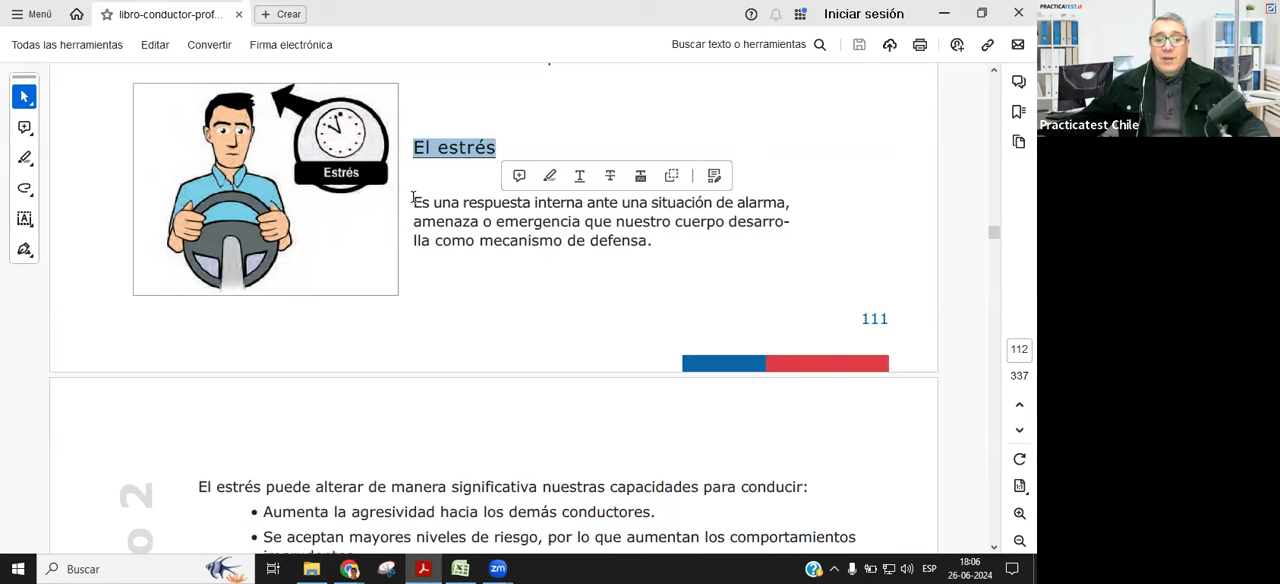 Menú
libro-conductor-prof...
Crear
Iniciar sesión
PRACTICATEST.cl
Todas las herramientas
Editar
Convertir
Firma electrónica
Buscar texto o herramientas
Practicatest Chile
Estrés
El estrés
Es una respuesta interna ante una situación de alarma,
amenaza o emergencia que nuestro cuerpo desarro-
lla como mecanismo de defensa.
111
112
337
El estrés puede alterar de manera significativa nuestras capacidades para conducir:
• Aumenta la agresividad hacia los demás conductores.
• Se aceptan mayores niveles de riesgo, por lo que aumentan los comportamientos
imprudentes
o 2
Buscar
ESP
18:06
26-06-2024